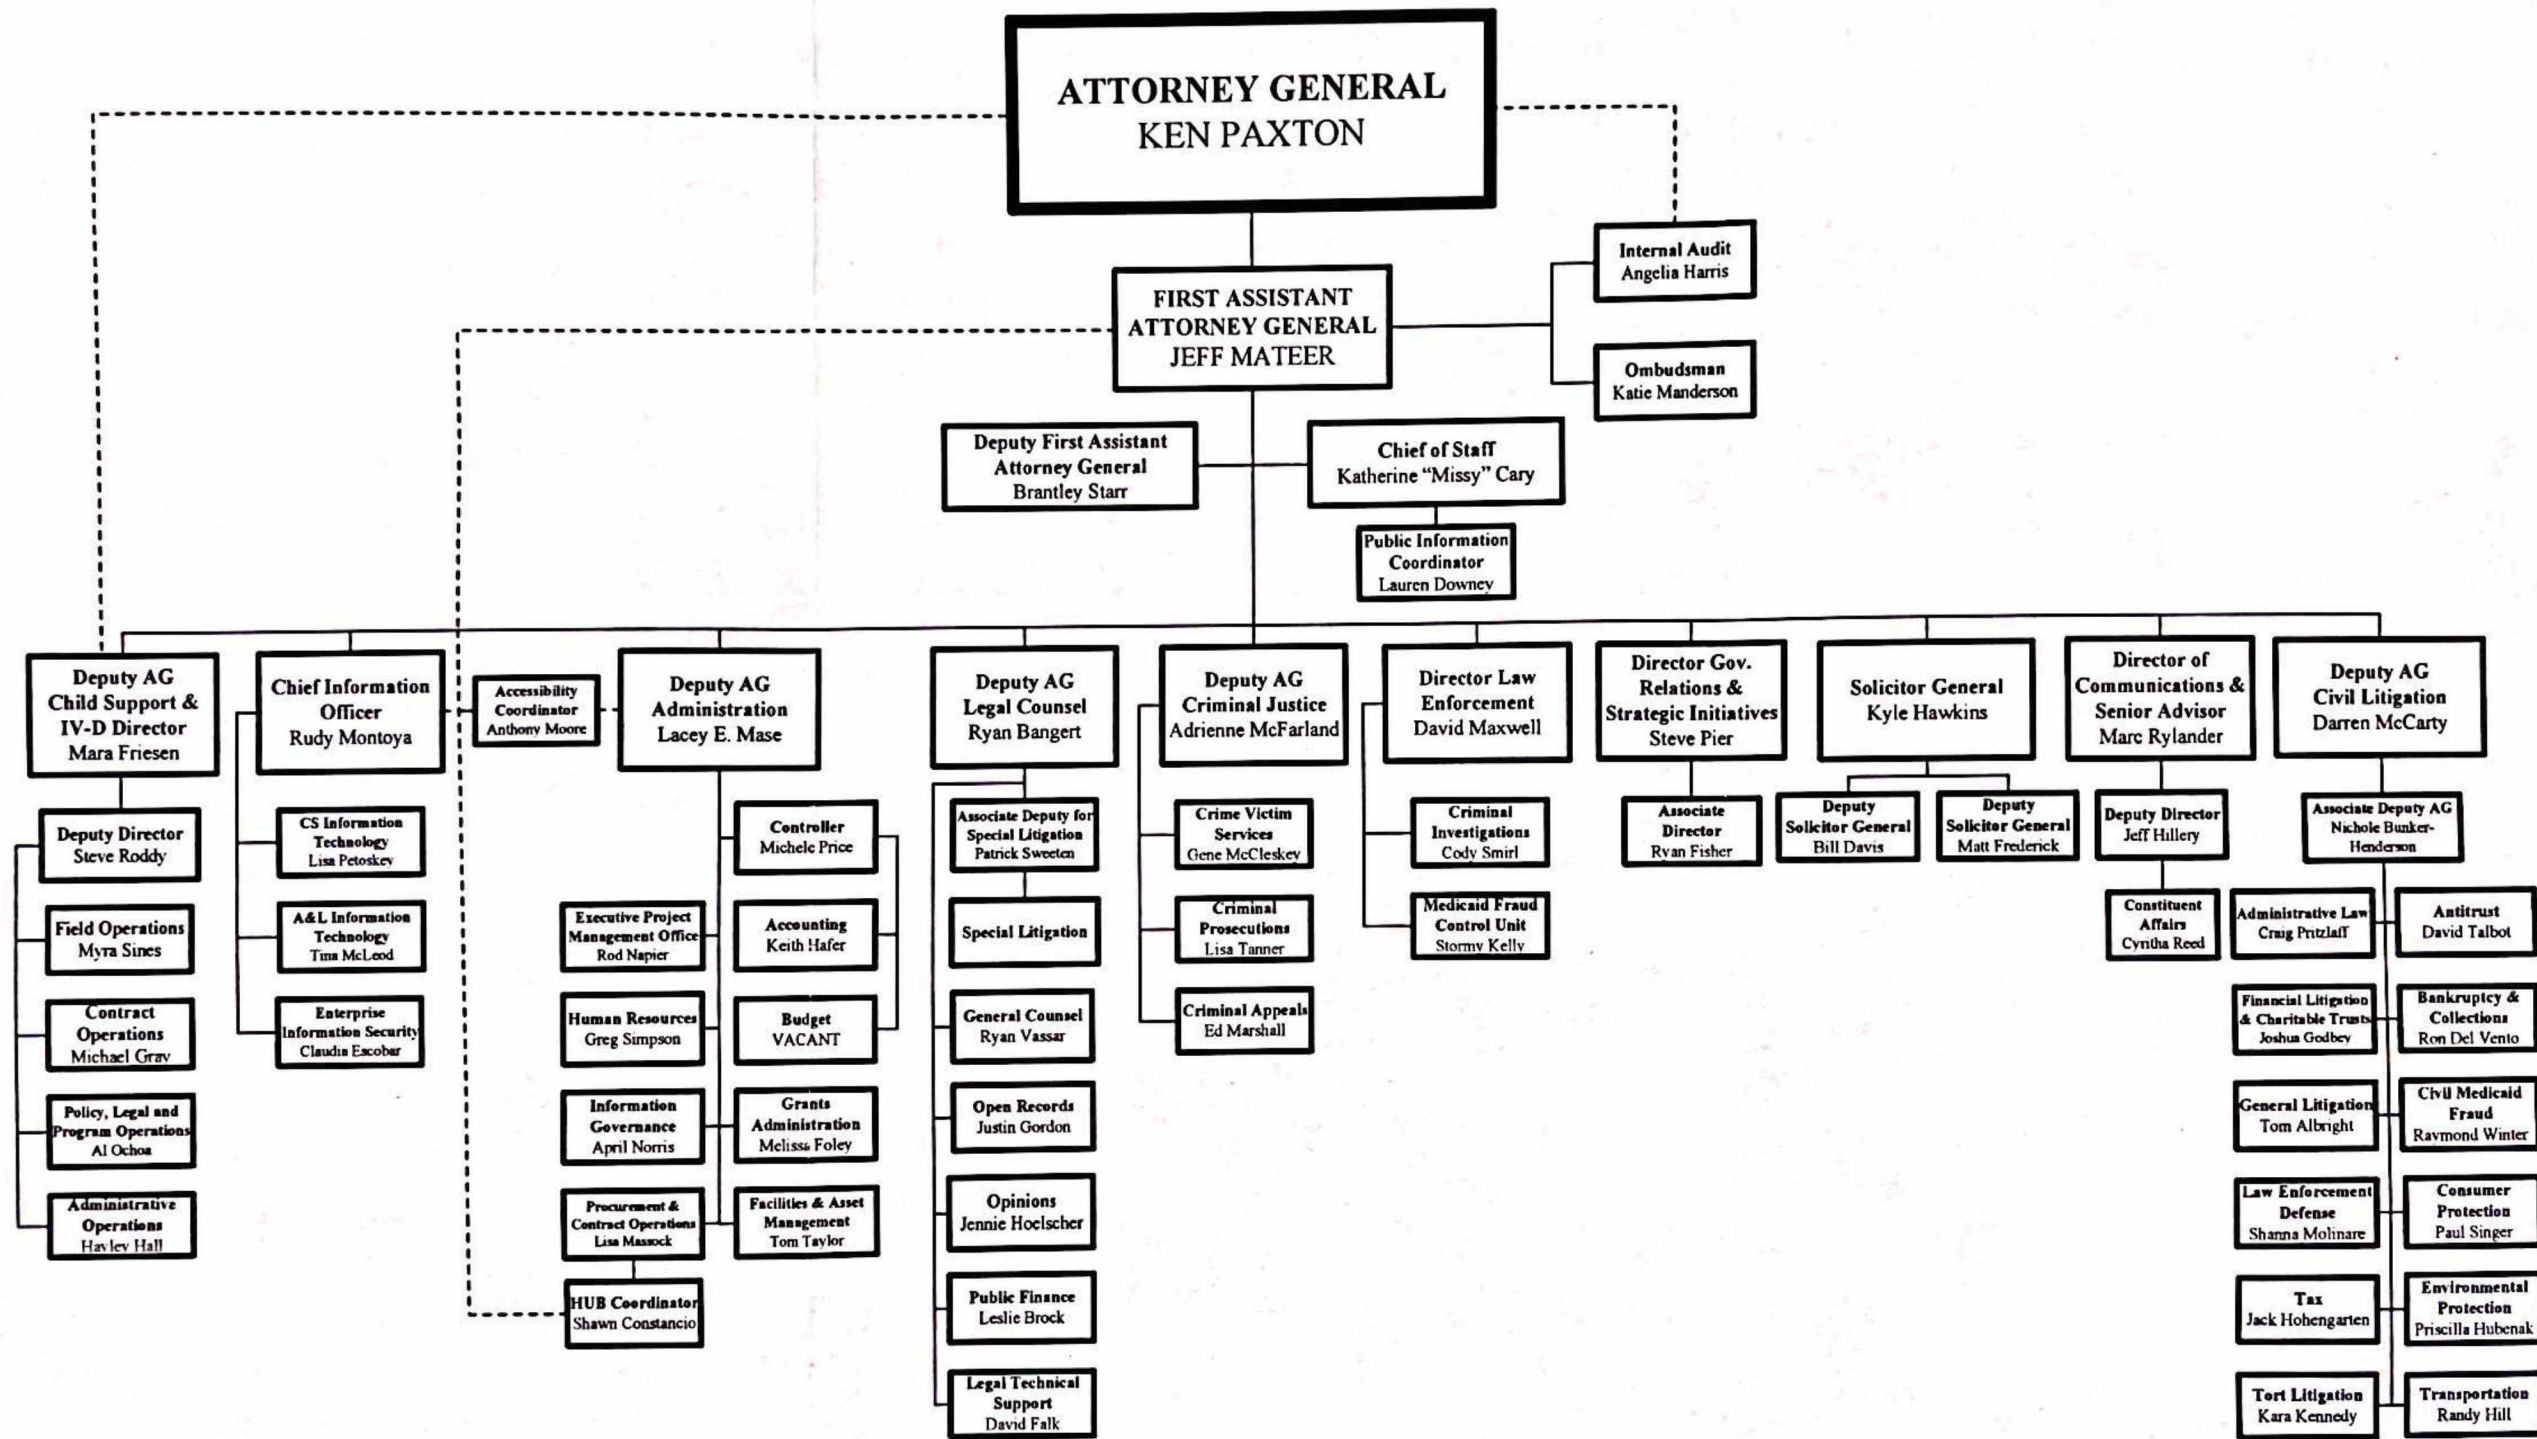 ATTORNEY GENERAL
KEN PAXTON
Internal Audit
Angelia Harris
FIRST ASSISTANT
ATTORNEY GENERAL
JEFF MATEER
Ombudsman
Katie Manderson
Deputy First Assistant
Attorney General
Brantley Starr
Chief of Staff
Katherine “Missy” Cary
Public Information
Coordinator
Lauren Downey
Deputy AG
Child Support &
IV-D Director
Mara Friesen
Chief Information
Officer
Rudy Montoya
Accessibility
Coordinator
Anthony Moore
Deputy AG
Administration
Lacey E. Mase
Deputy AG
Legal Counsel
Ryan Bangert
Deputy AG
Criminal Justice
Adrienne McFarland
Director Law
Enforcement
David Maxwell
Director Gov.
Relations &
Strategic Initiatives
Steve Pier
Solicitor General
Kyle Hawkins
Director of
Communications &
Senior Advisor
Marc Rylander
Deputy AG
Civil Litigation
Darren McCarty
Deputy Director
Steve Roddy
Field Operations
Myra Sines
Contract
Operations
Michael Gray
Policy, Legal and
Program Operations
Al Ochoa
Administrative
Operations
Hayley Hall
CS Information
Technology
Lisa Petoskey
A&L Information
Technology
Tina McLeod
Enterprise
Information Security
Claudia Escobar
Controller
Michele Price
Executive Project
Management Office
Rod Napier
Accounting
Keith Hafer
Human Resources
Greg Simpson
Budget
VACANT
Information
Governance
April Norris
Grants
Administration
Melissa Foley
Procurement &
Contract Operations
Lisa Massock
Facilities & Asset
Management
Tom Taylor
HUB Coordinator
Shawn Constancio
Associate Deputy for
Special Litigation
Patrick Sweeten
Special Litigation
General Counsel
Ryan Vassar
Open Records
Justin Gordon
Opinions
Jennie Hoelscher
Public Finance
Leslie Brock
Legal Technical
Support
David Falk
Crime Victim
Services
Gene McCleskey
Criminal
Prosecutions
Lisa Tanner
Criminal Appeals
Ed Marshall
Criminal
Investigations
Cody Smirl
Medicaid Fraud
Control Unit
Stormy Kelly
Associate
Director
Ryan Fisher
Deputy
Solicitor General
Bill Davis
Deputy
Solicitor General
Matt Frederick
Deputy Director
Jeff Hillery
Constituent
Affairs
Cyntha Reed
Associate Deputy AG
Nichole Bunker-
Henderson
Administrative Law
Craig Pritzlaff
Antitrust
David Talbot
Financial Litigation
& Charitable Trusts
Joshua Godbey
Bankruptcy &
Collections
Ron Del Vento
General Litigation
Tom Albright
Civil Medicaid
Fraud
Raymond Winter
Law Enforcement
Defense
Shanna Molinare
Consumer
Protection
Paul Singer
Tax
Jack Hohengarten
Environmental
Protection
Priscilla Hubenak
Tort Litigation
Kara Kennedy
Transportation
Randy Hill